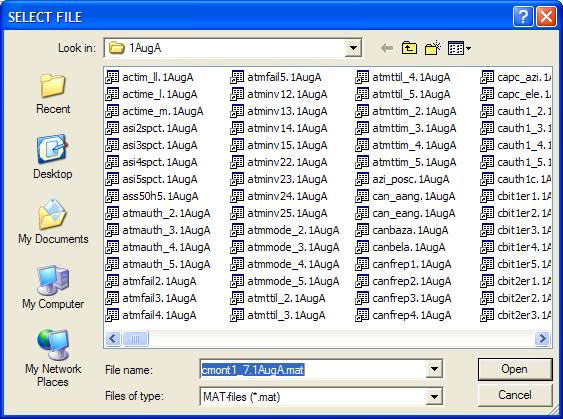 SELECT FILE
Look in:
1AugA
Recent
Desktop
My Documents
My Computer
My Network
Places
actim_ll.1AugA
actime_l.1AugA
actime_m.1AugA
asi2spct.1AugA
asi3spct.1AugA
asi4spct.1AugA
asi5spct.1AugA
ass50h5.1AugA
atmauth_2.1AugA
atmauth_3.1AugA
atmauth_4.1AugA
atmauth_5.1AugA
atmfail2.1AugA
atmfail3.1AugA
atmfail4.1AugA
atmfail5.1AugA
atminv12.1AugA
atminv13.1AugA
atminv14.1AugA
atminv15.1AugA
atminv22.1AugA
atminv23.1AugA
atminv24.1AugA
atminv25.1AugA
atmmode_2.1AugA
atmmode_3.1AugA
atmmode_4.1AugA
atmmode_5.1AugA
atmttil_2.1AugA
atmttil_3.1AugA
atmttil_4.1AugA
atmttil_5.1AugA
atmttim_2.1AugA
atmttim_3.1AugA
atmttim_4.1AugA
atmttim_5.1AugA
azi_posc.1AugA
can_aang.1AugA
can_eang.1AugA
canbaza.1AugA
canbela.1AugA
canfrep1.1AugA
canfrep2.1AugA
canfrep3.1AugA
canfrep4.1AugA
capc_azi.1A
capc_ele.1A
cauth1_2.1
cauth1_3.1
cauth1_4.1
cauth1_5.1
cauth1c.1A
cbit1er1.1A
cbit1er2.1A
cbit1er3.1A
cbit1er4.1A
cbit1er5.1A
cbit2er1.1A
cbit2er2.1A
cbit2er3.1A
File name:
cmont1_7.1AugA.mat
Open
Files of type:
MAT-files (*.mat)
Cancel